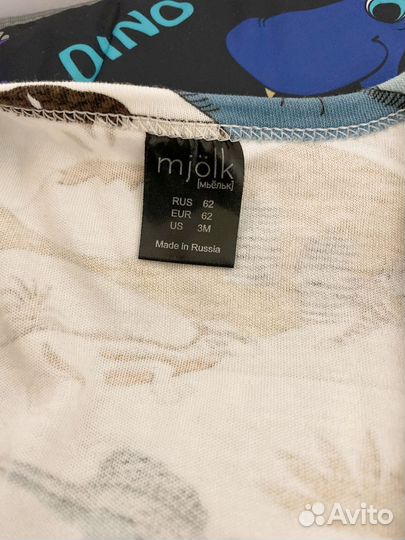 DINO
mjölk
[мьёльк]
RUS 62
EUR 62
US 3M
Made in Russia
Avito